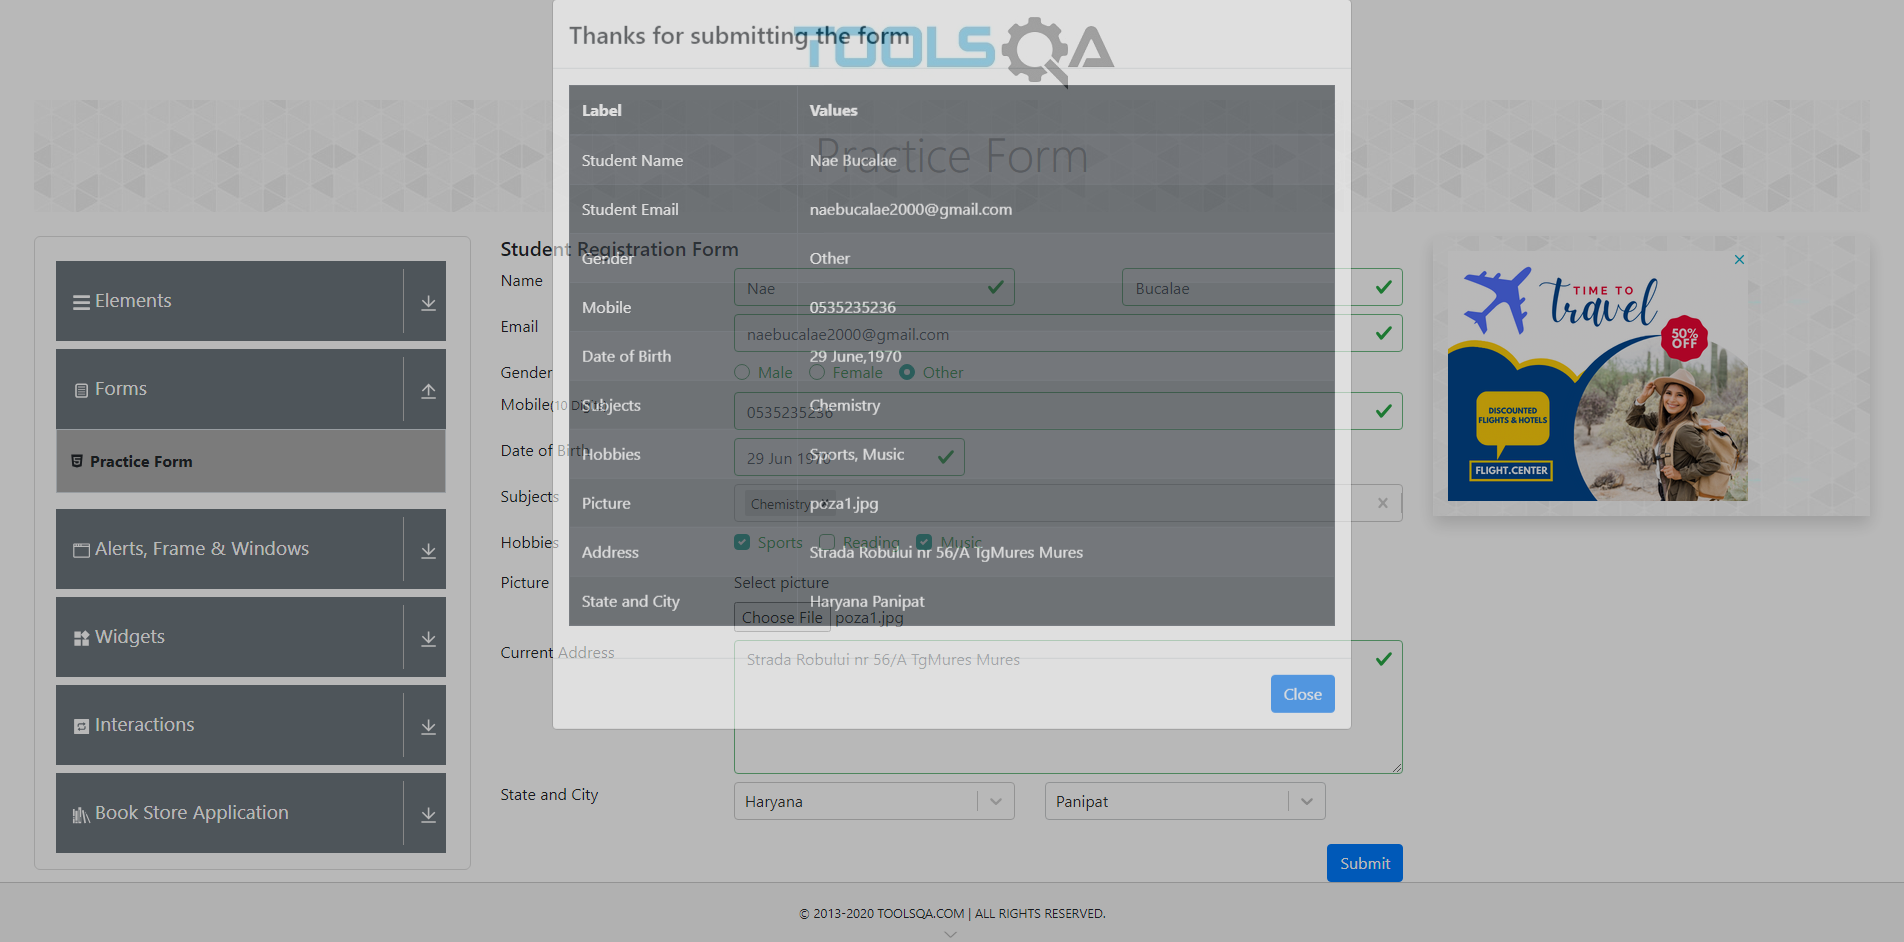 TOOLSQA
Thanks for submitting the form
Label Values
Practice Form
Student Name Nae Bucalae
Student Email naebucalae2000@gmail.com
Gender Other
Mobile 0535235236
Date of Birth 29 June,1970
Subjects Chemistry
Hobbies Sports, Music
Picture poza1.jpg
Address Strada Robului nr 56/A TgMures Mures
State and City Haryana Panipat
Close
Elements
Forms
Practice Form
Alerts, Frame & Windows
Widgets
Interactions
Book Store Application
Student Registration Form
Name Nae Bucalae
Email naebucalae2000@gmail.com
Gender Male Female Other
Mobile(10 Digits) 0535235236
Date of Birth 29 Jun 1970
Subjects Chemistry
Hobbies Sports Reading Music
Picture Select picture
Choose File poza1.jpg
Current Address Strada Robului nr 56/A TgMures Mures
State and City Haryana Panipat
Submit
TIME TO
travel
50%
OFF
DISCOUNTED
FLIGHTS & HOTELS
FLIGHT.CENTER
© 2013-2020 TOOLSQA.COM | ALL RIGHTS RESERVED.